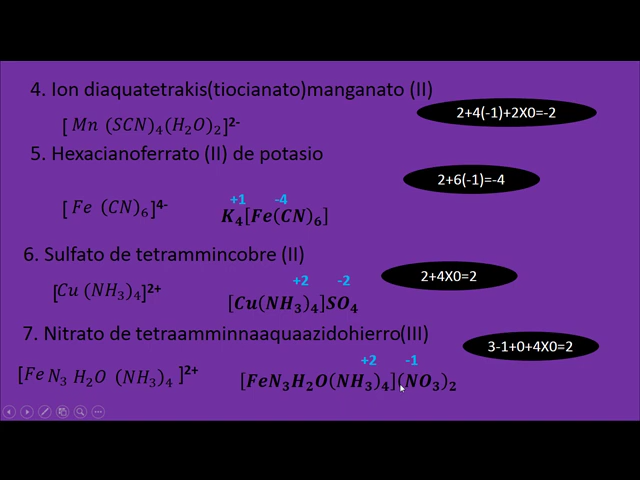 4. Ion diaquatetrakis(tiocianato)manganato (II)
2+4(-1)+2X0=-2
[ Mn (SCN)₄(H₂O)₂]²⁻
5. Hexacianoferrato (II) de potasio
2+6(-1)=-4
+1 -4
[ Fe (CN)₆]⁴⁻ K₄[Fe(CN)₆]
6. Sulfato de tetrammincobre (II)
2+4X0=2
+2 -2
[Cu (NH₃)₄]²⁺ [Cu(NH₃)₄]SO₄
7. Nitrato de tetraamminnaaquaazidohierro(III)
3-1+0+4X0=2
+2 -1
[Fe N₃ H₂O (NH₃)₄ ]²⁺ [FeN₃H₂O(NH₃)₄](NO₃)₂